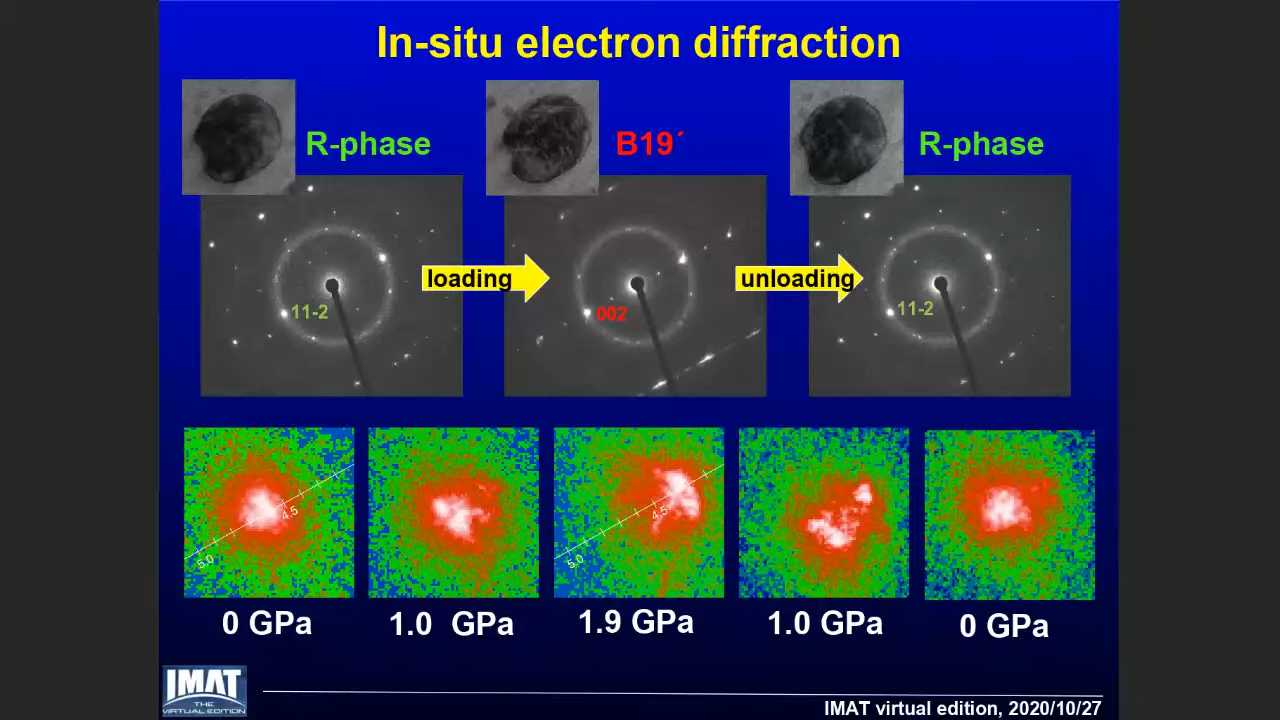 In-situ electron diffraction
R-phase
B19´
R-phase
loading
unloading
11-2
002
11-2
4.5
5.0
4.5
5.0
0 GPa
1.0 GPa
1.9 GPa
1.0 GPa
0 GPa
IMAT
THE
VIRTUAL EDITION
IMAT virtual edition, 2020/10/27